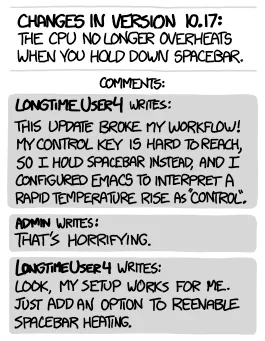 CHANGES IN VERSION 10.17:
THE CPU NO LONGER OVERHEATS
WHEN YOU HOLD DOWN SPACEBAR.
COMMENTS:
LONGTIMEUSER4 WRITES:
THIS UPDATE BROKE MY WORKFLOW!
MY CONTROL KEY IS HARD TO REACH,
SO I HOLD SPACEBAR INSTEAD, AND I
CONFIGURED EMACS TO INTERPRET A
RAPID TEMPERATURE RISE AS "CONTROL".
ADMIN WRITES:
THAT'S HORRIFYING.
LONGTIMEUSER4 WRITES:
LOOK, MY SETUP WORKS FOR ME.
JUST ADD AN OPTION TO REENABLE
SPACEBAR HEATING.